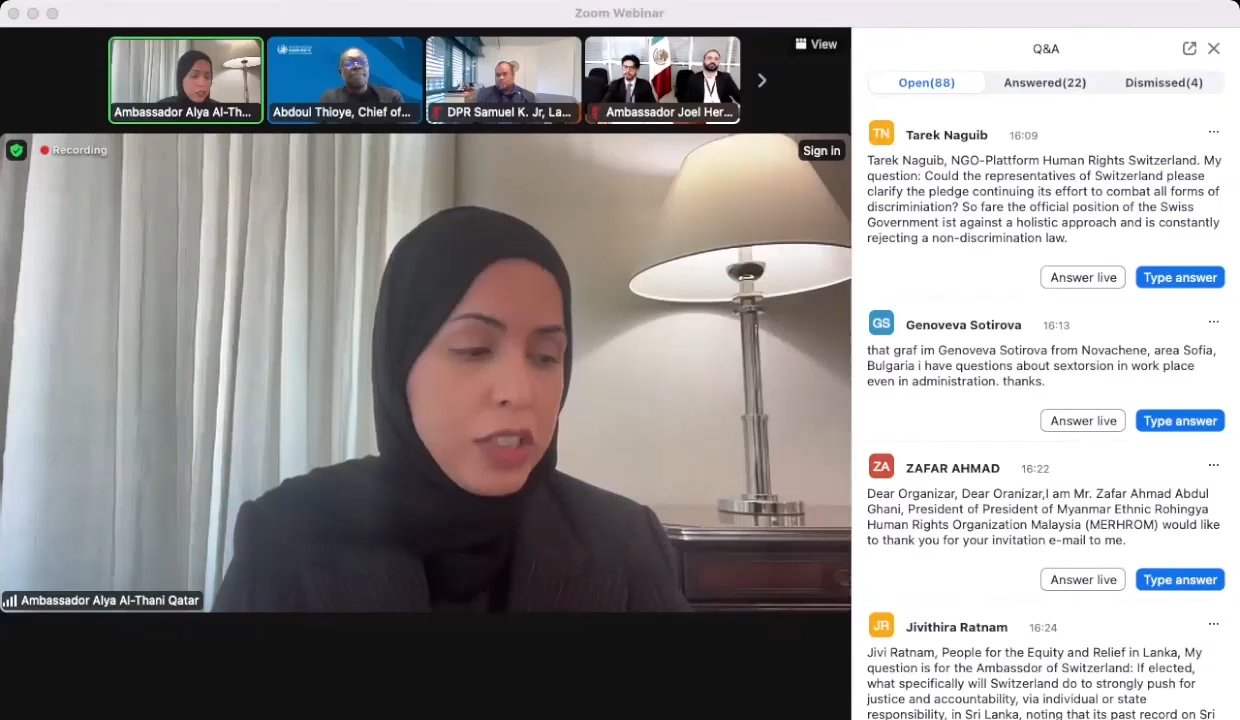 Zoom Webinar
View
Ambassador Alya Al-Th...
Abdoul Thioye, Chief of...
DPR Samuel K. Jr, La...
Ambassador Joel Her...
Recording
Sign in
Ambassador Alya Al-Thani Qatar
Q&A
Open(88)
Answered(22)
Dismissed(4)
TN
Tarek Naguib 16:09
Tarek Naguib, NGO-Plattform Human Rights Switzerland. My
question: Could the representatives of Switzerland please
clarify the pledge continuing its effort to combat all forms of
discriminiation? So fare the official position of the Swiss
Government ist against a holistic approach and is constantly
rejecting a non-discrimination law.
Answer live
Type answer
GS
Genoveva Sotirova 16:13
that graf im Genoveva Sotirova from Novachene, area Sofia,
Bulgaria i have questions about sextorsion in work place
even in administration. thanks.
Answer live
Type answer
ZA
ZAFAR AHMAD 16:22
Dear Organizar, Dear Oranizar,I am Mr. Zafar Ahmad Abdul
Ghani, President of President of Myanmar Ethnic Rohingya
Human Rights Organization Malaysia (MERHROM) would like
to thank you for your invitation e-mail to me.
Answer live
Type answer
JR
Jivithira Ratnam 16:24
Jivi Ratnam, People for the Equity and Relief in Lanka, My
question is for the Ambassdor of Switzerland: If elected,
what specifically will Switzerland do to strongly push for
justice and accountability, via individual or state
responsibility, in Sri Lanka, noting that its past record on Sri